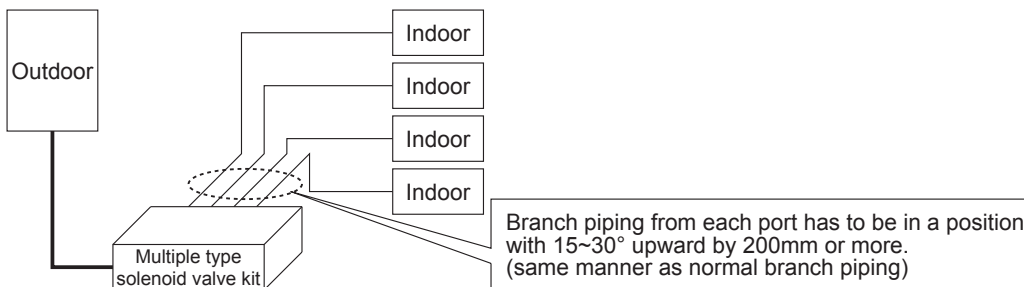 Outdoor
Indoor
Indoor
Indoor
Indoor
Multiple type
solenoid valve kit
Branch piping from each port has to be in a position
with 15~30° upward by 200mm or more.
(same manner as normal branch piping)